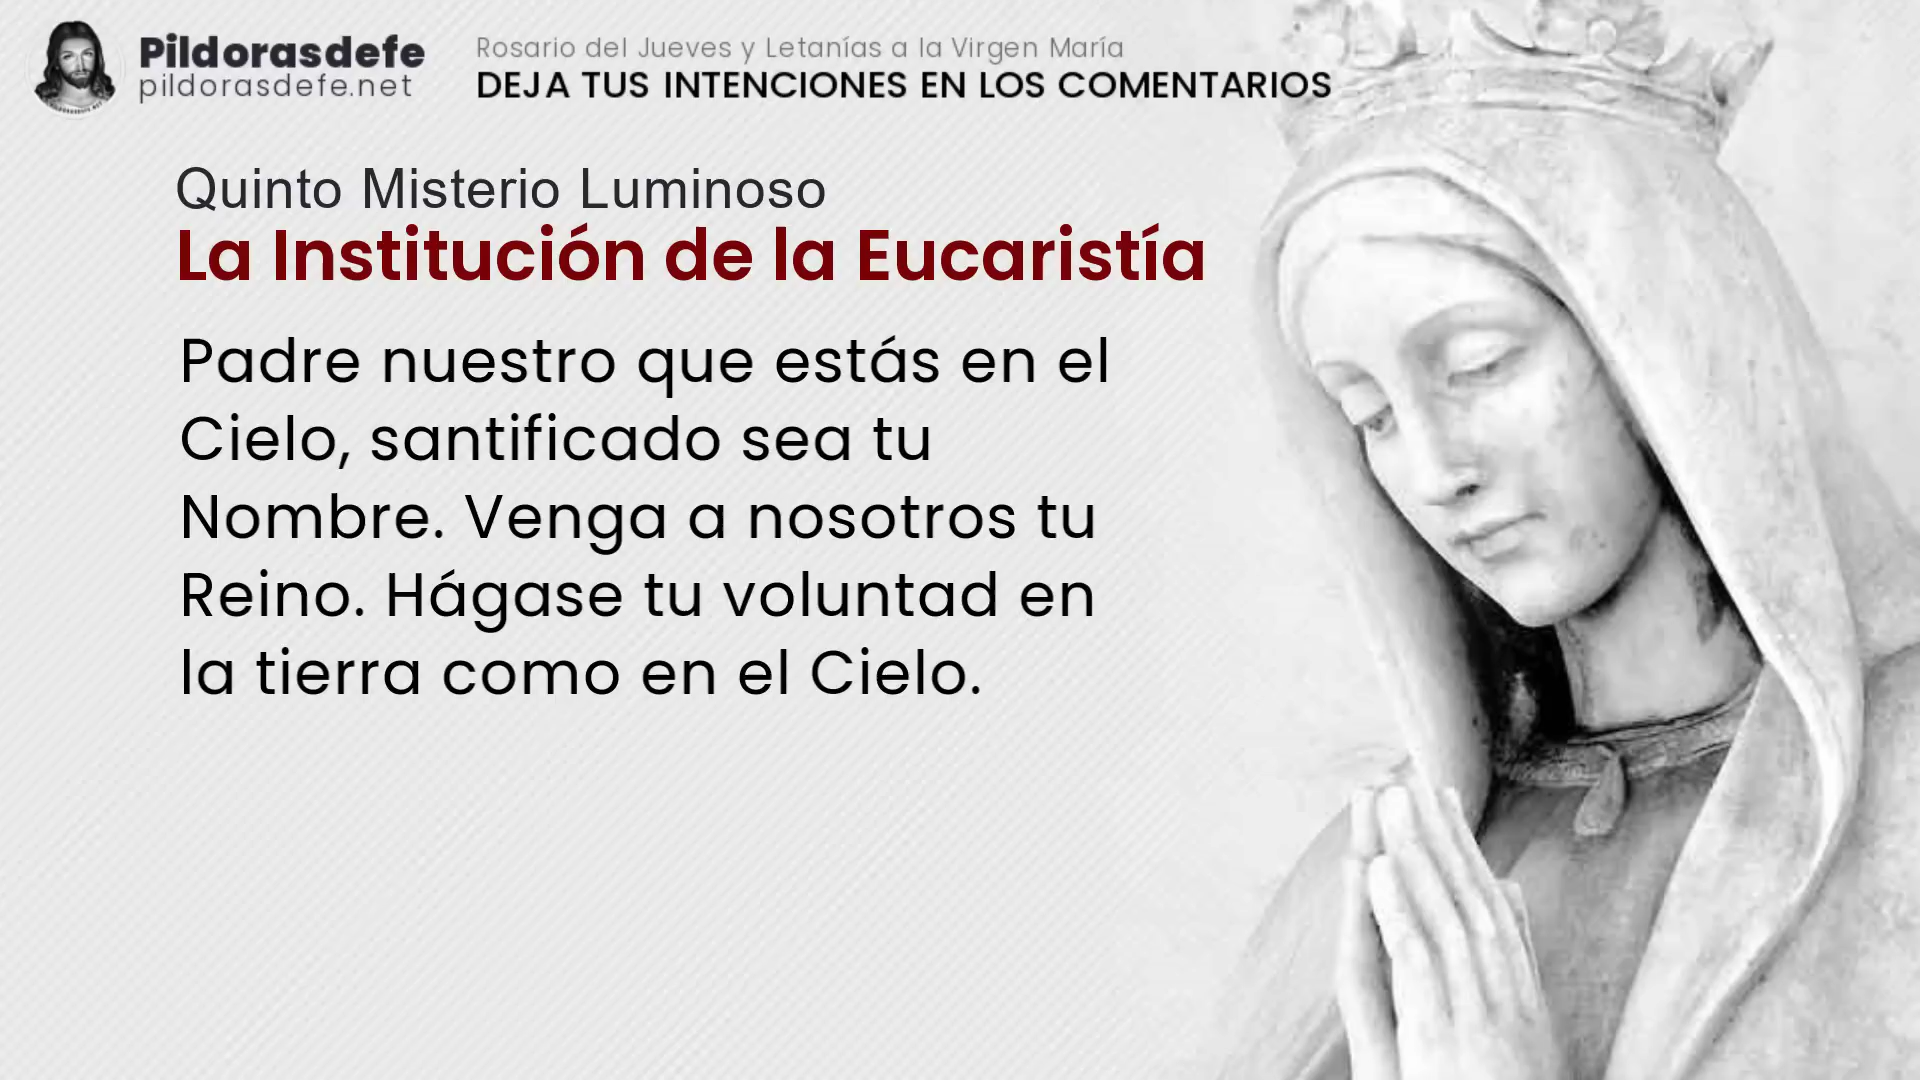 Pildorasdefe
pildorasdefe.net
Rosario del Jueves y Letanías a la Virgen María
DEJA TUS INTENCIONES EN LOS COMENTARIOS
Quinto Misterio Luminoso
La Institución de la Eucaristía
Padre nuestro que estás en el
Cielo, santificado sea tu
Nombre. Venga a nosotros tu
Reino. Hágase tu voluntad en
la tierra como en el Cielo.